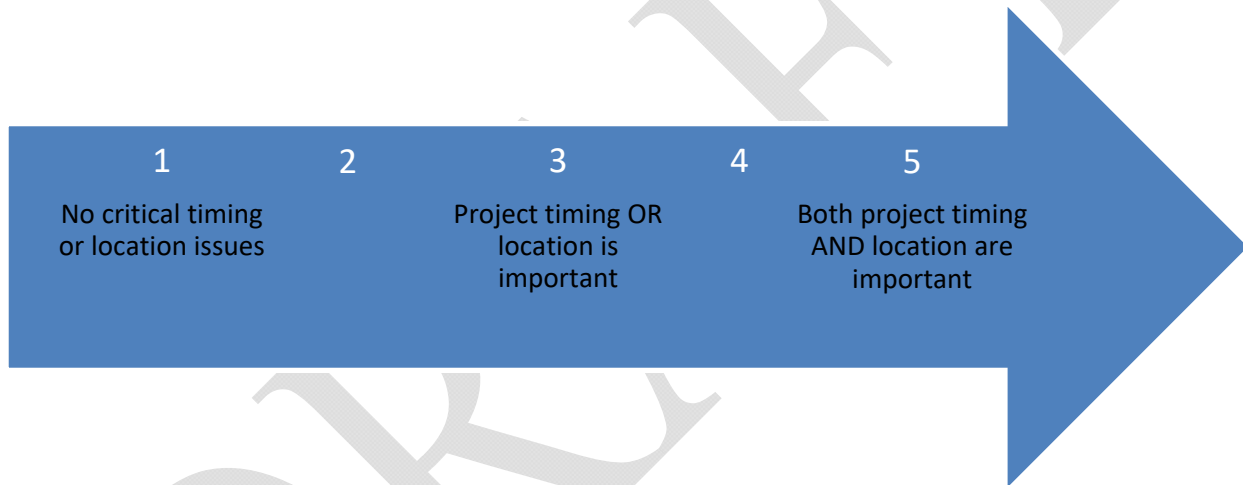 1 2 3 4 5
No critical timing
or location issues
Project timing OR
location is
important
Both project timing
AND location are
important